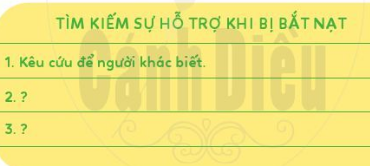 TÌM KIẾM SỰ HỖ TRỢ KHI BỊ BẮT NẠT
Cánh Diều
1. Kêu cứu để người khác biết.
2. ?
3. ?